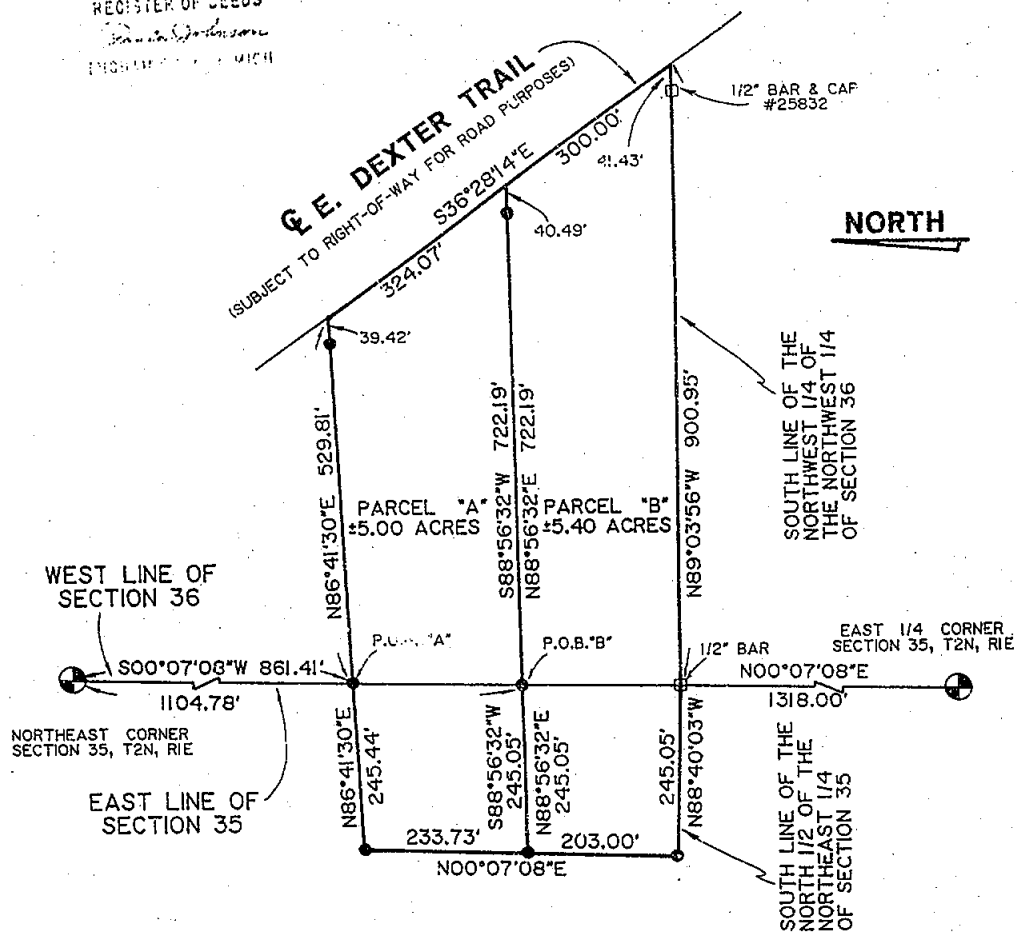 REGISTER OF DEEDS
℄ E. DEXTER TRAIL
(SUBJECT TO RIGHT-OF-WAY FOR ROAD PURPOSES)
S36°28'14"E
300.00'
324.07'
41.43'
1/2" BAR & CAP
#25832
40.49'
39.42'
NORTH
SOUTH LINE OF THE
NORTHWEST 1/4 OF
THE NORTHWEST 1/4
OF SECTION 36
N86°41'30"E 529.81'
S88°56'32"W 722.19'
N88°56'32"E 722.19'
N89°03'56"W 900.95'
PARCEL "A"
±5.00 ACRES
PARCEL "B"
±5.40 ACRES
WEST LINE OF
SECTION 36
"A"
P.O.B."B"
1/2" BAR
EAST 1/4 CORNER
SECTION 35, T2N, R1E
S00°07'08"W 861.41'
1104.78'
N00°07'08"E
1318.00'
NORTHEAST CORNER
SECTION 35, T2N, R1E
EAST LINE OF
SECTION 35
N86°41'30"E
245.44'
S88°56'32"W
245.05'
N88°56'32"E
245.05'
245.05'
N88°40'03"W
233.73'
203.00'
N00°07'08"E
SOUTH LINE OF THE
NORTH 1/2 OF THE
NORTHEAST 1/4
OF SECTION 35